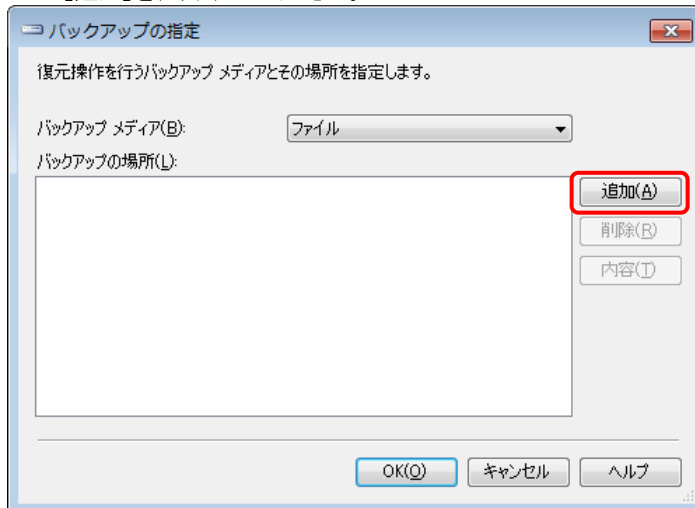 バックアップの指定
復元操作を行うバックアップ メディアとその場所を指定します。
バックアップ メディア(B):
ファイル
バックアップの場所(L):
追加(A)
削除(R)
内容(T)
OK(O)
キャンセル
ヘルプ